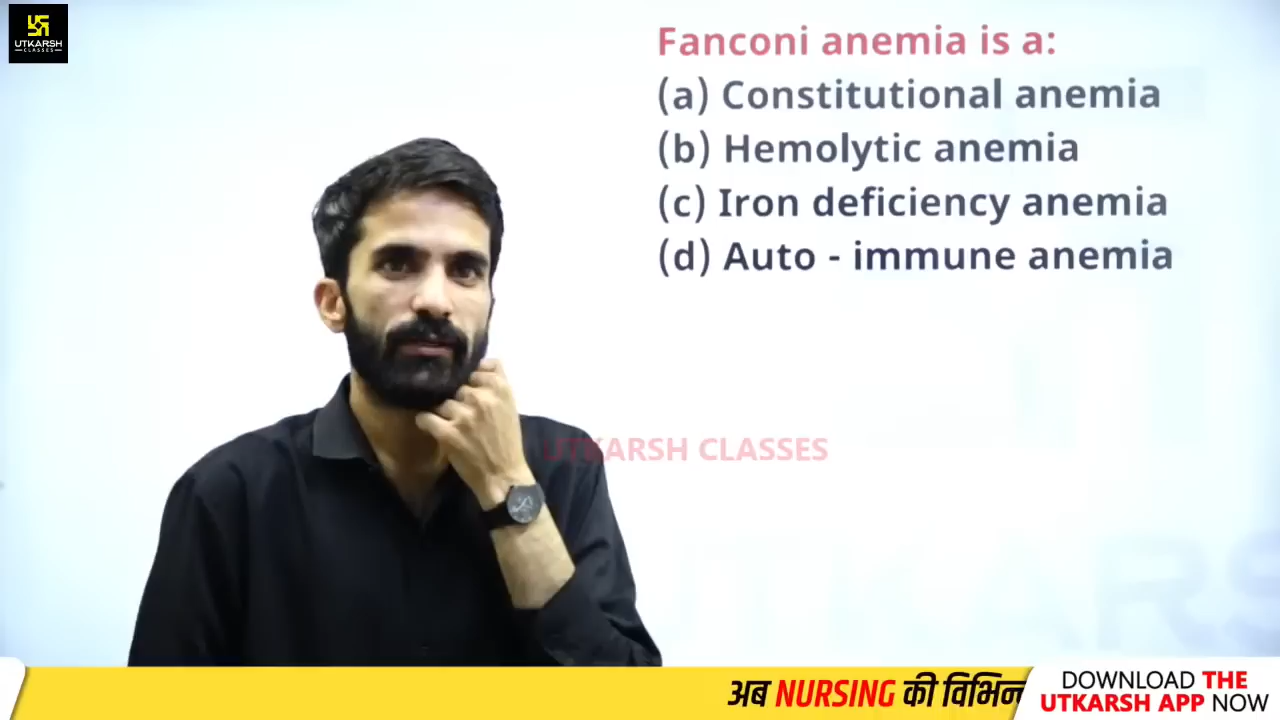 UTKARSH
CLASSES
Fanconi anemia is a:
(a) Constitutional anemia
(b) Hemolytic anemia
(c) Iron deficiency anemia
(d) Auto - immune anemia
UTKARSH CLASSES
UTKARS
अब NURSING की विभिन्न
DOWNLOAD THE
UTKARSH APP NOW